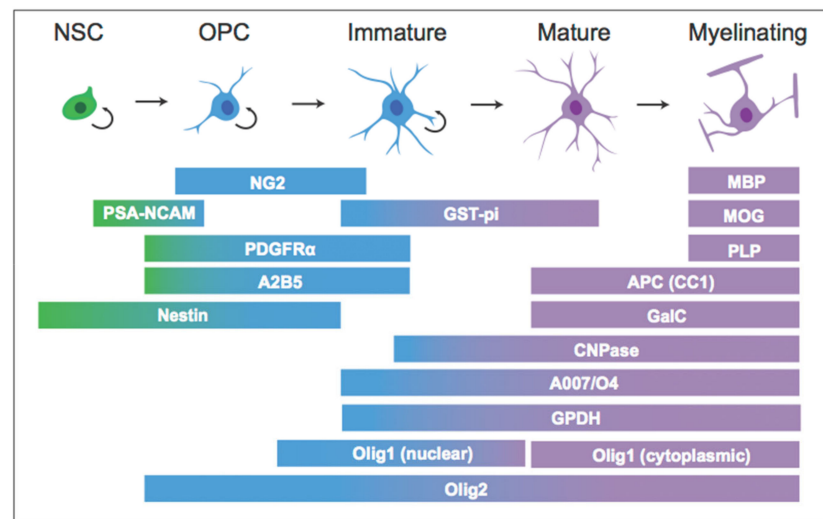 NSC OPC Immature Mature Myelinating
NG2 MBP
PSA-NCAM GST-pi MOG
PDGFRα PLP
A2B5 APC (CC1)
Nestin GalC
CNPase
A007/O4
GPDH
Olig1 (nuclear) Olig1 (cytoplasmic)
Olig2